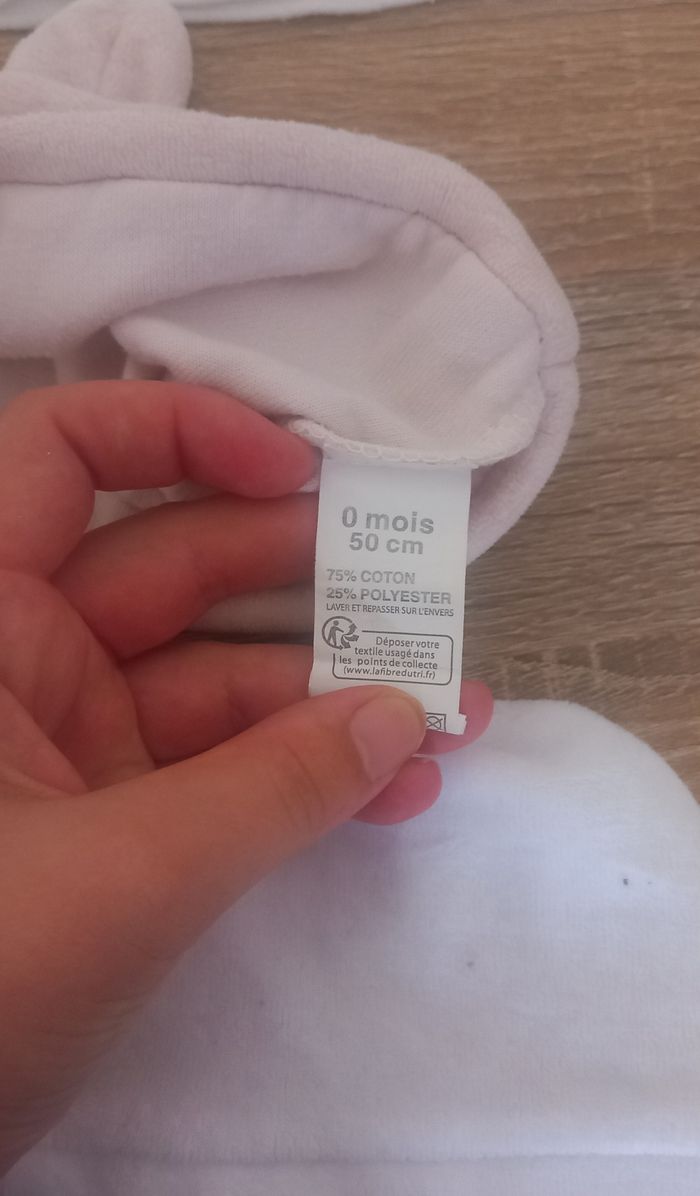 0 mois
50 cm
75% COTON
25% POLYESTER
LAVER ET REPASSER SUR L'ENVERS
Déposer votre
textile usagé dans
les points de collecte
(www.lafibredutri.fr)